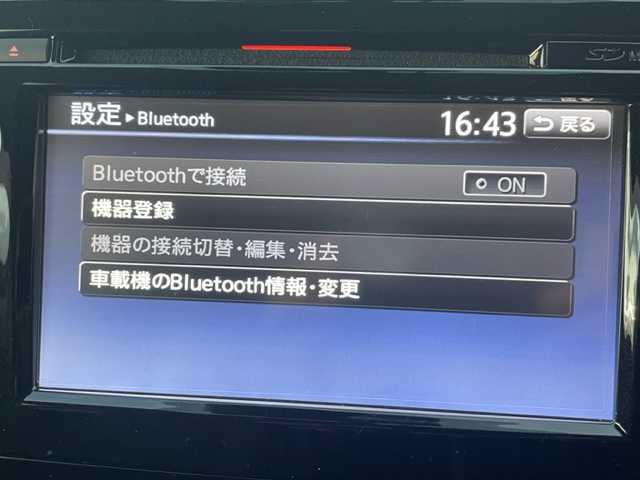 SD M
設定▶Bluetooth 16:43 戻る
Bluetoothで接続 ON
機器登録
機器の接続切替・編集・消去
車載機のBluetooth情報・変更